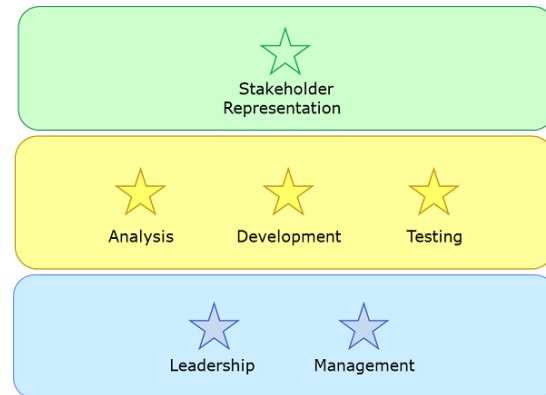 Stakeholder
Representation
Analysis
Development
Testing
Leadership
Management